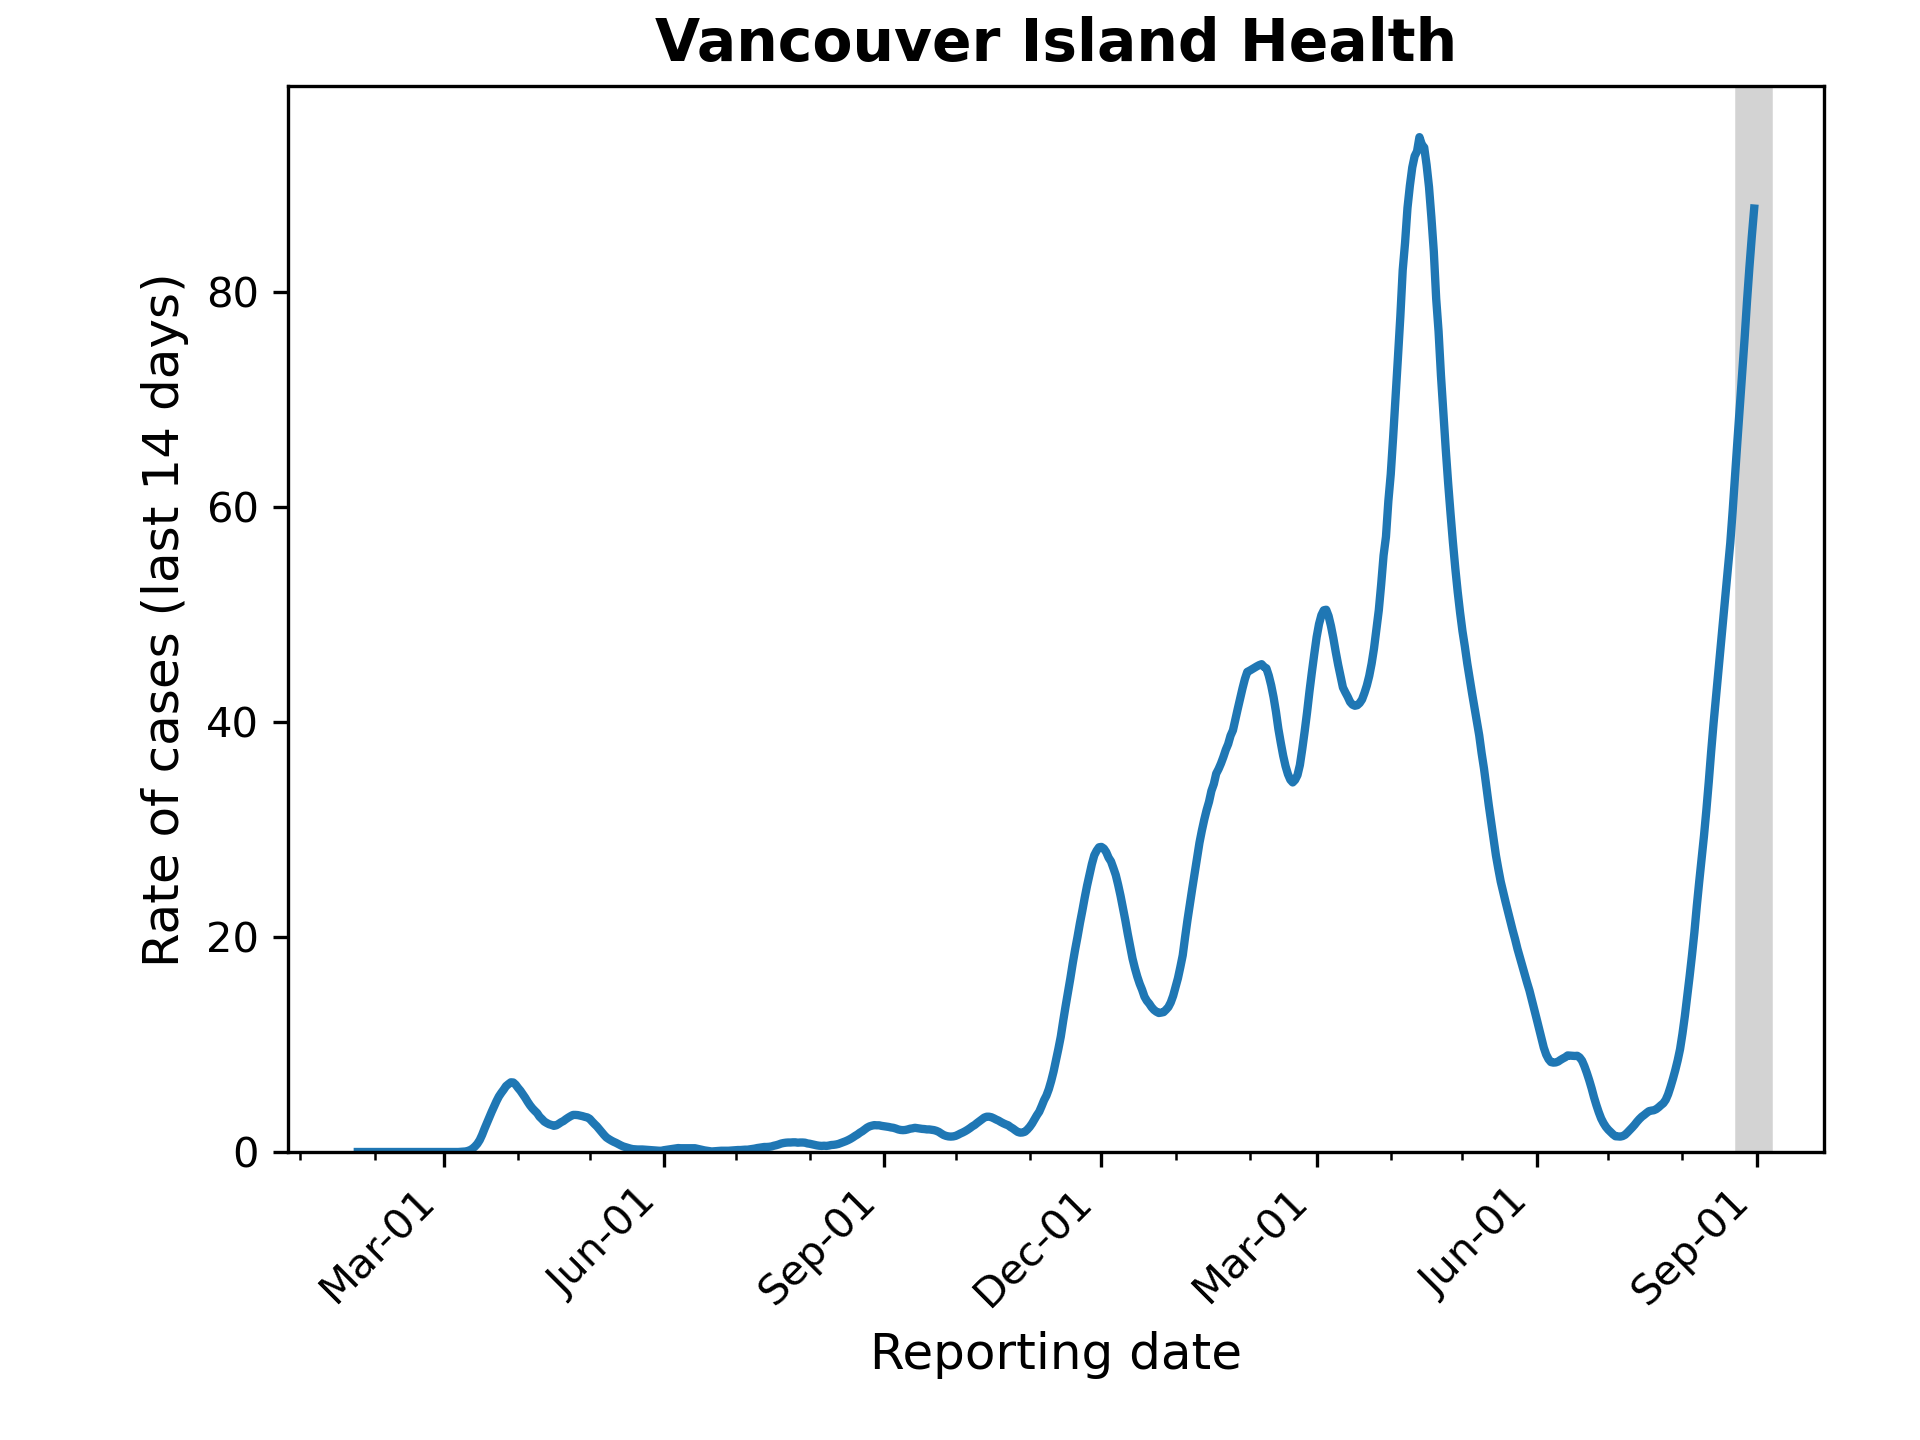 Vancouver Island Health
Rate of cases (last 14 days)
80
60
40
20
0
Mar-01
Jun-01
Sep-01
Dec-01
Mar-01
Jun-01
Sep-01
Reporting date